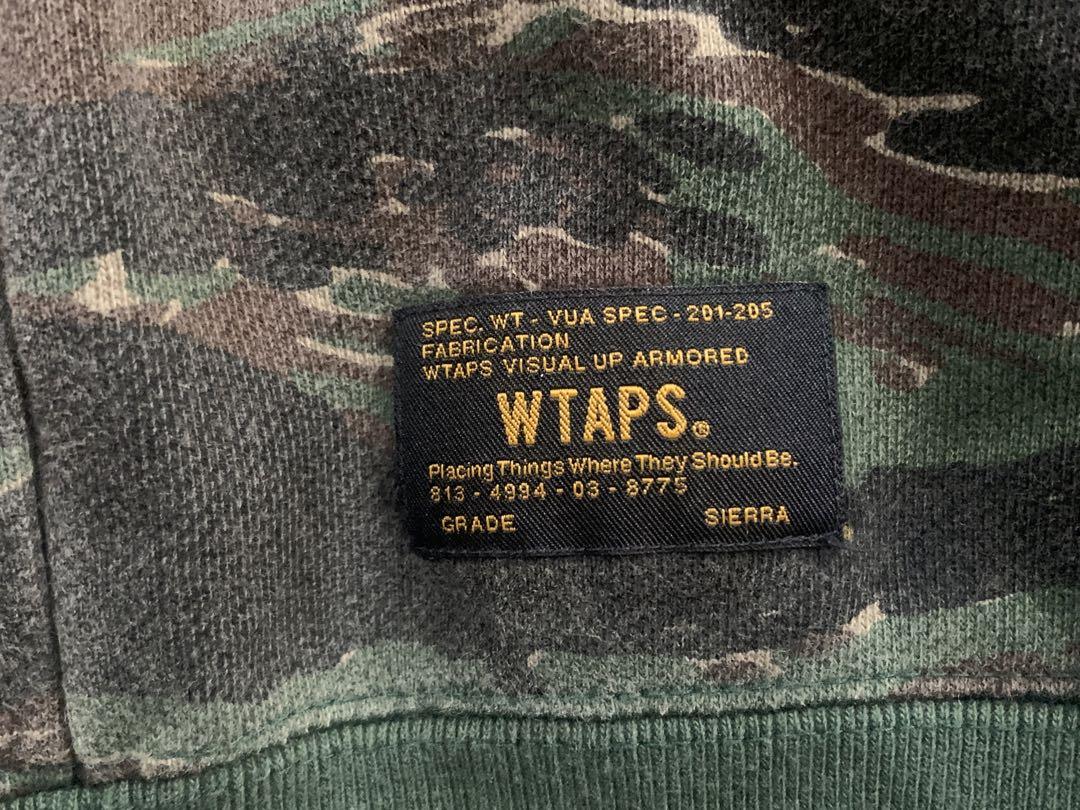 SPEC. WT - VUA SPEC - 201-205
FABRICATION
WTAPS VISUAL UP ARMORED
WTAPS.®
Placing Things Where They Should Be.
813 - 4994 - 03 - 8775
GRADE SIERRA